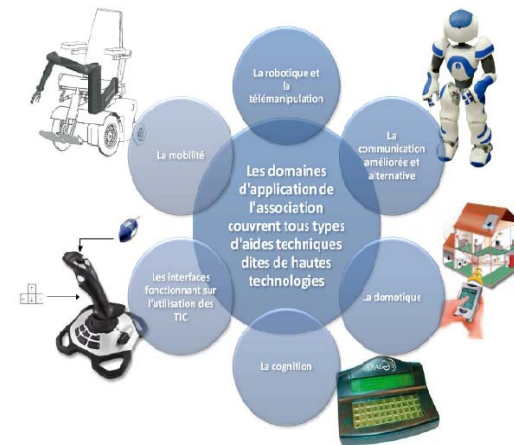 La robotique et
la
télémanipulation
La mobilité
La
communication
améliorée et
alternative
Les domaines
d'application de
l'association
couvrent tous types
d'aides techniques
dites de hautes
technologies
Les interfaces
fonctionnant sur
l'utilisation des
TIC
La domotique
La cognition